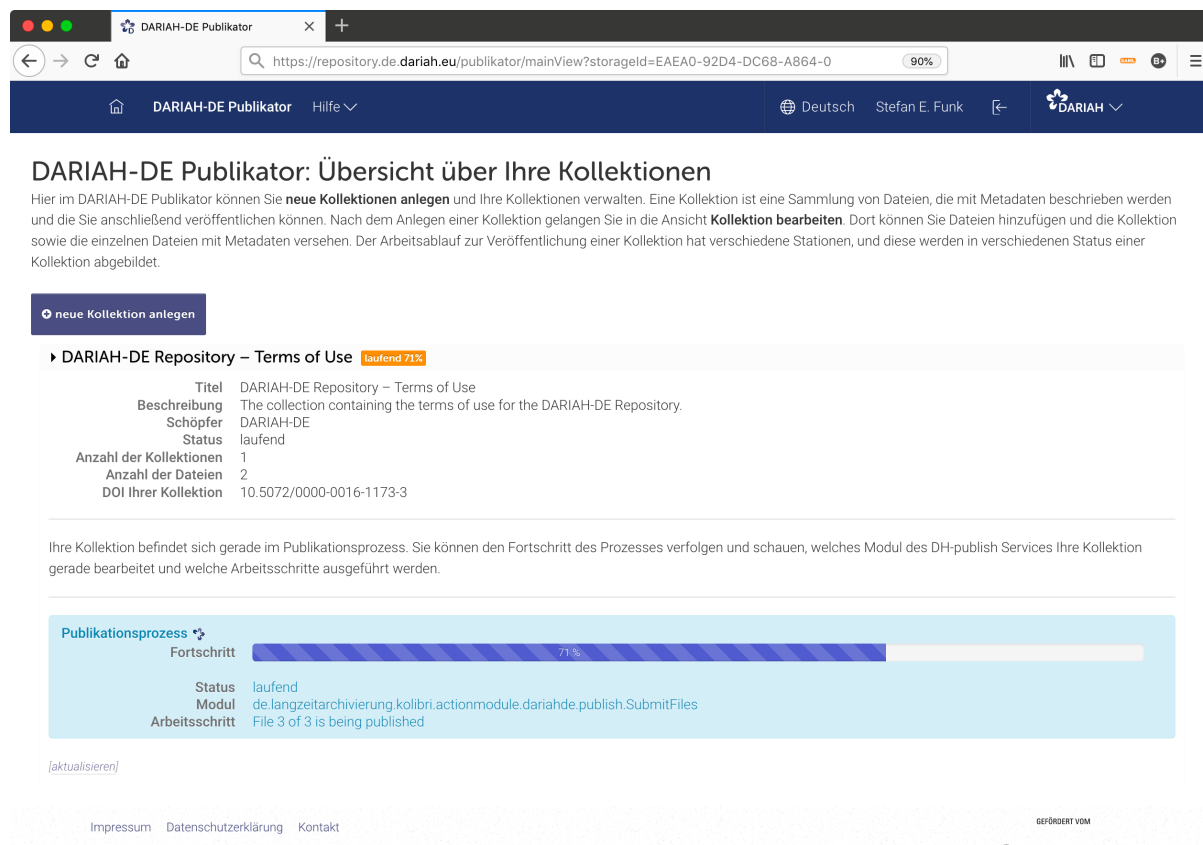 DARIAH-DE Publikator
https://repository.de.dariah.eu/publikator/mainView?storageId=EAEA0-92D4-DC68-A864-0 90%
DARIAH-DE Publikator Hilfe Deutsch Stefan E. Funk DARIAH
DARIAH-DE Publikator: Übersicht über Ihre Kollektionen
Hier im DARIAH-DE Publikator können Sie neue Kollektionen anlegen und Ihre Kollektionen verwalten. Eine Kollektion ist eine Sammlung von Dateien, die mit Metadaten beschrieben werden
und die Sie anschließend veröffentlichen können. Nach dem Anlegen einer Kollektion gelangen Sie in die Ansicht Kollektion bearbeiten. Dort können Sie Dateien hinzufügen und die Kollektion
sowie die einzelnen Dateien mit Metadaten versehen. Der Arbeitsablauf zur Veröffentlichung einer Kollektion hat verschiedene Stationen, und diese werden in verschiedenen Status einer
Kollektion abgebildet.
neue Kollektion anlegen
DARIAH-DE Repository – Terms of Use laufend 71%
Titel DARIAH-DE Repository – Terms of Use
Beschreibung The collection containing the terms of use for the DARIAH-DE Repository.
Schöpfer DARIAH-DE
Status laufend
Anzahl der Kollektionen 1
Anzahl der Dateien 2
DOI Ihrer Kollektion 10.5072/0000-0016-1173-3
Ihre Kollektion befindet sich gerade im Publikationsprozess. Sie können den Fortschritt des Prozesses verfolgen und schauen, welches Modul des DH-publish Services Ihre Kollektion
gerade bearbeitet und welche Arbeitsschritte ausgeführt werden.
Publikationsprozess
Fortschritt 71%
Status laufend
Modul de.langzeitarchivierung.kolibri.actionmodule.dariahde.publish.SubmitFiles
Arbeitsschritt File 3 of 3 is being published
[aktualisieren]
Impressum Datenschutzerklärung Kontakt GEFÖRDERT VOM